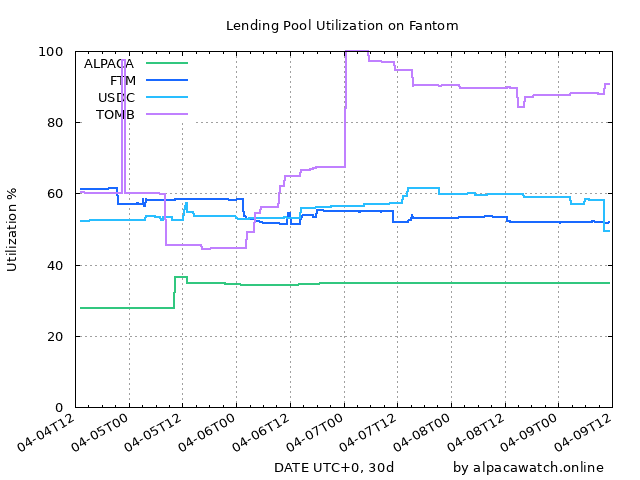 Lending Pool Utilization on Fantom
Utilization %
100
80
60
40
20
0
ALPACA
FTM
USDC
TOMB
04-04T12
04-05T00
04-05T12
04-06T00
04-06T12
04-07T00
04-07T12
04-08T00
04-08T12
04-09T00
04-09T12
DATE UTC+0, 30d
by alpacawatch.online